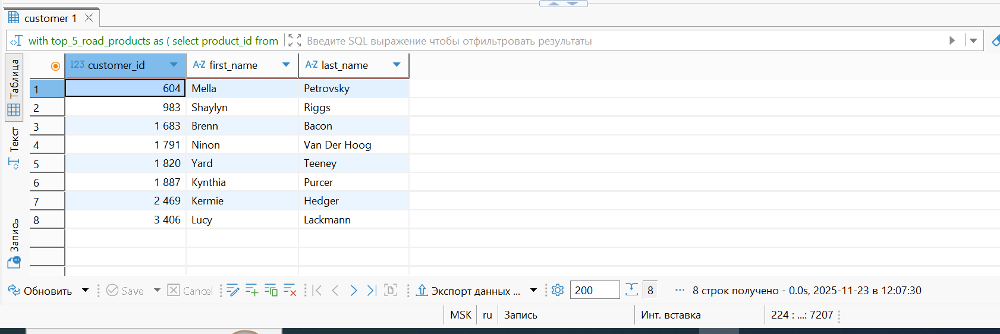 customer 1
with top_5_road_products as ( select product_id from
Введите SQL выражение чтобы отфильтровать результаты
Таблица
Текст
Запись
123 customer_id A-Z first_name A-Z last_name
1 604 Mella Petrovsky
2 983 Shaylyn Riggs
3 1 683 Brenn Bacon
4 1 791 Ninon Van Der Hoog
5 1 820 Yard Teeney
6 1 887 Kynthia Purcer
7 2 469 Kermie Hedger
8 3 406 Lucy Lackmann
Обновить Save Cancel Экспорт данных ... 200 8 ... 8 строк получено - 0.0s, 2025-11-23 в 12:07:30
MSK ru Запись Инт. вставка 224 : ...: 7207